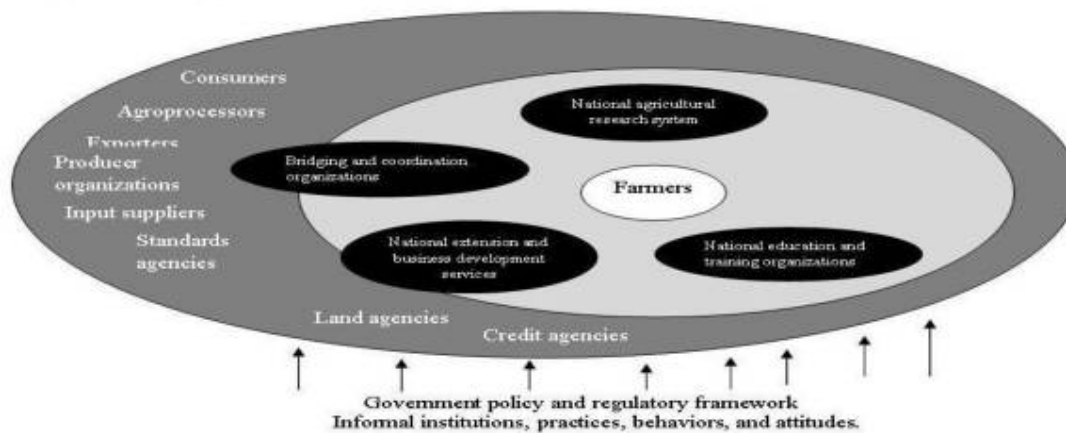 Consumers
Agroprocessors
Exporters
Producer
organizations
Input suppliers
Standards
agencies
Land agencies
Credit agencies
National agricultural
research system
Bridging and coordination
organizations
Farmers
National extension and
business development
services
National education and
training organizations
Government policy and regulatory framework
Informal institutions, practices, behaviors, and attitudes.